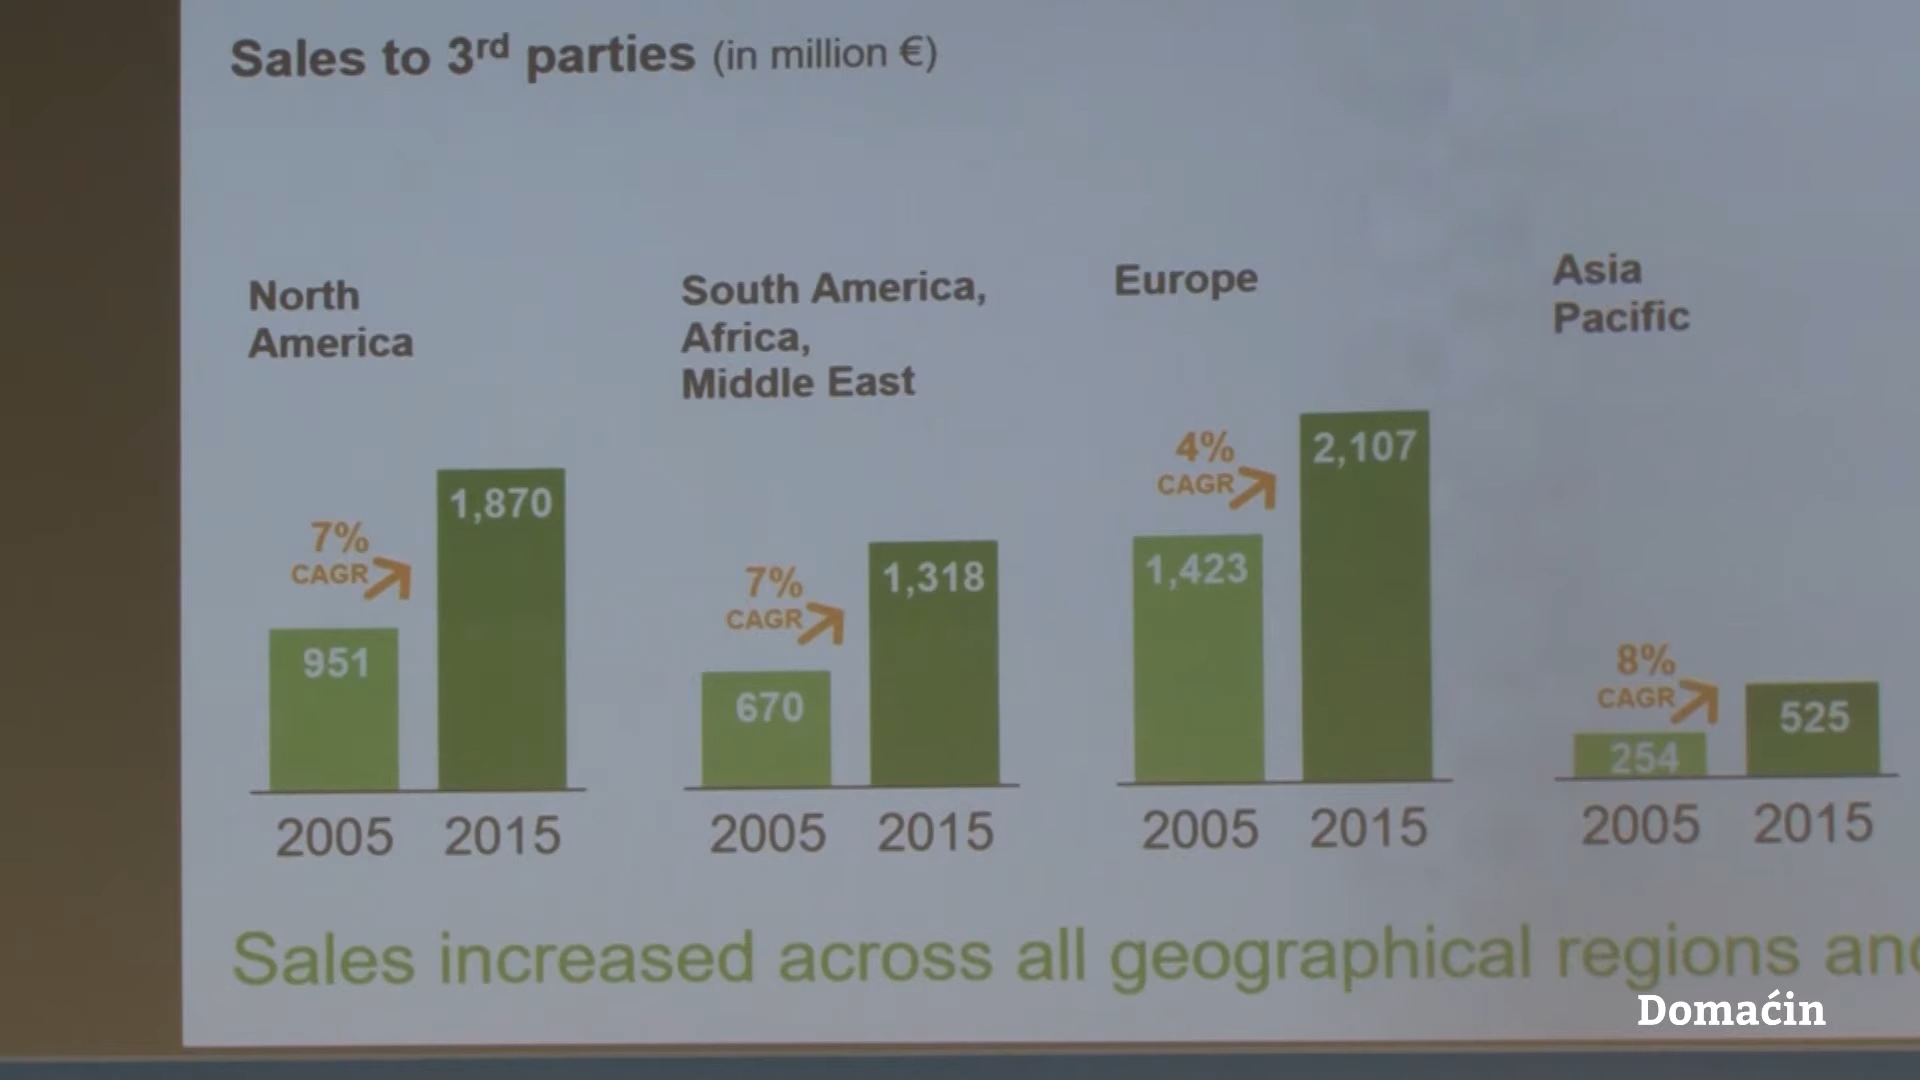 Sales to 3rd parties (in million €)
North
America
7%
CAGR
951
1,870
2005 2015
South America,
Africa,
Middle East
7%
CAGR
670
1,318
2005 2015
Europe
4%
CAGR
1,423
2,107
2005 2015
Asia
Pacific
8%
CAGR
254
525
2005 2015
Sales increased across all geographical regions and
Domaćin